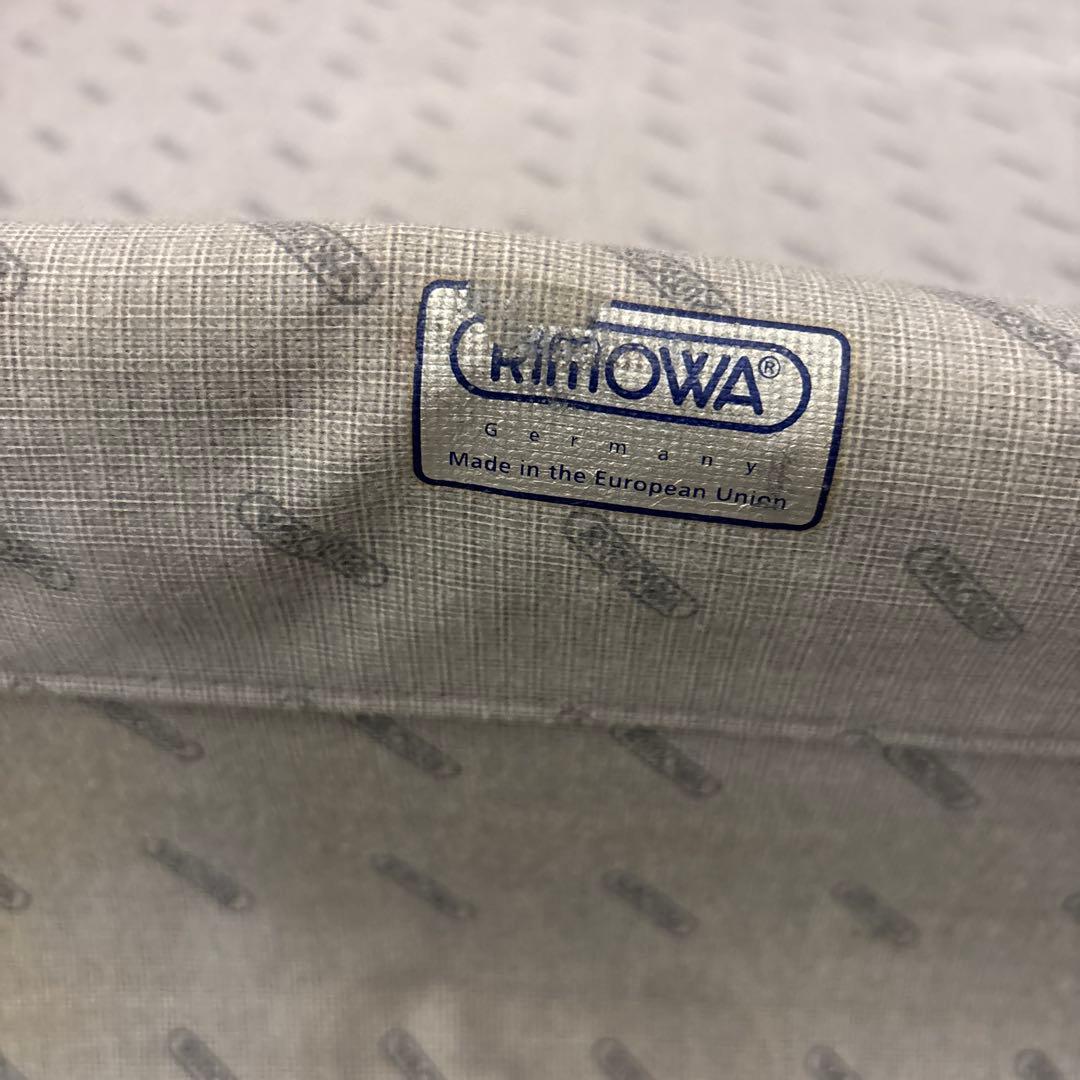 RIMOWA®
Germany
Made in the European Union